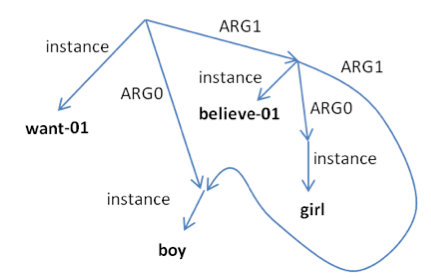 ARG1
instance
ARG1
instance
ARG0
believe-01
ARG0
want-01
instance
instance
girl
boy